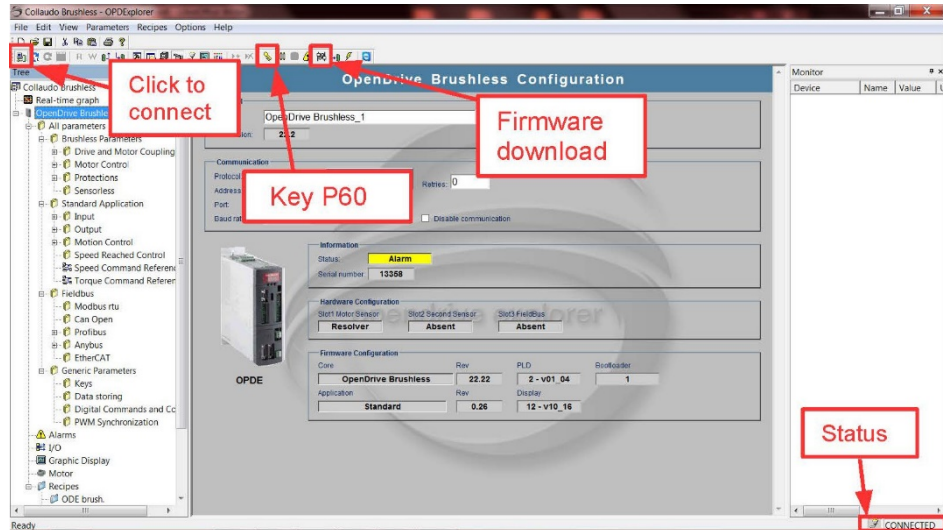 Collaudo Brushless - OPDExplorer
File Edit View Parameters Recipes Options Help
Tree
Collaudo Brushless
Real-time graph
OpenDrive Brushle
All parameters
Brushless Parameters
Drive and Motor Coupling
Motor Control
Protections
Sensorless
Standard Application
Input
Output
Motion Control
Speed Reached Control
Speed Command Referenc
Torque Command Referen
Fieldbus
Modbus rtu
Can Open
Profibus
Anybus
EtherCAT
Generic Parameters
Keys
Data storing
Digital Commands and Co
PWM Synchronization
Alarms
I/O
Graphic Display
Motor
Recipes
ODE brush.
Click to
connect
Key P60
Firmware
download
Status
OpenDrive Brushless Configuration
OpenDrive Brushless_1
22.2
Communication
Protocol
Retries: 0
Address
Port
Baud rat
Disable communication
OPDE
Information
Status: Alarm
Serial number: 13358
Hardware Configuration
Slot1 Motor Sensor Slot2 Second Sensor Slot3 FieldBus
Resolver Absent Absent
Firmware Configuration
Core Rev PLD Bootloader
OpenDrive Brushless 22.22 2 - v01_04 1
Application Rev Display
Standard 0.26 12 - v10_16
Monitor
Device Name Value U
Ready
CONNECTED